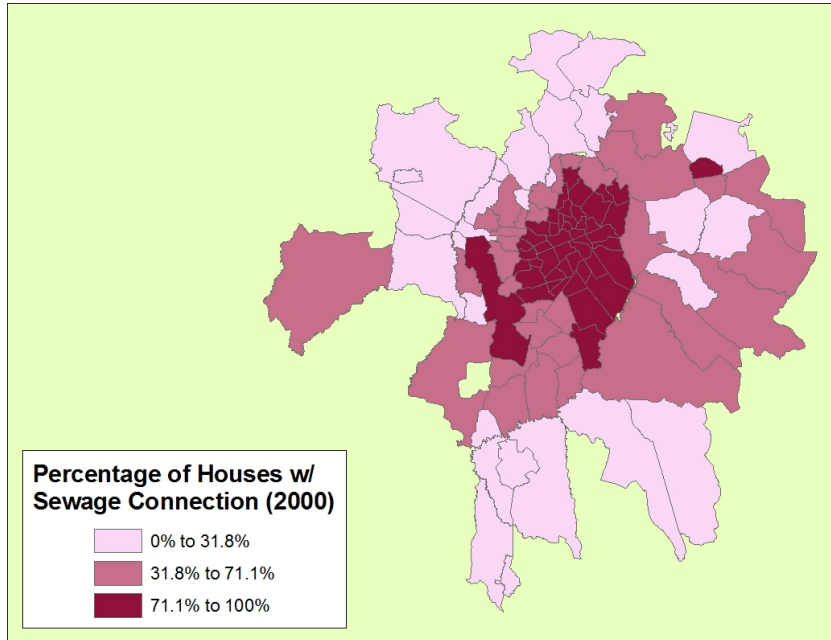 Percentage of Houses w/
Sewage Connection (2000)
0% to 31.8%
31.8% to 71.1%
71.1% to 100%